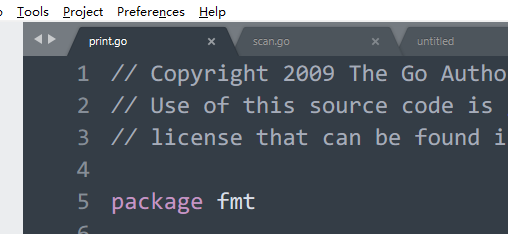 Tools Project Preferences Help
print.go × scan.go × untitled
1 // Copyright 2009 The Go Autho
2 // Use of this source code is
3 // license that can be found i
4
5 package fmt